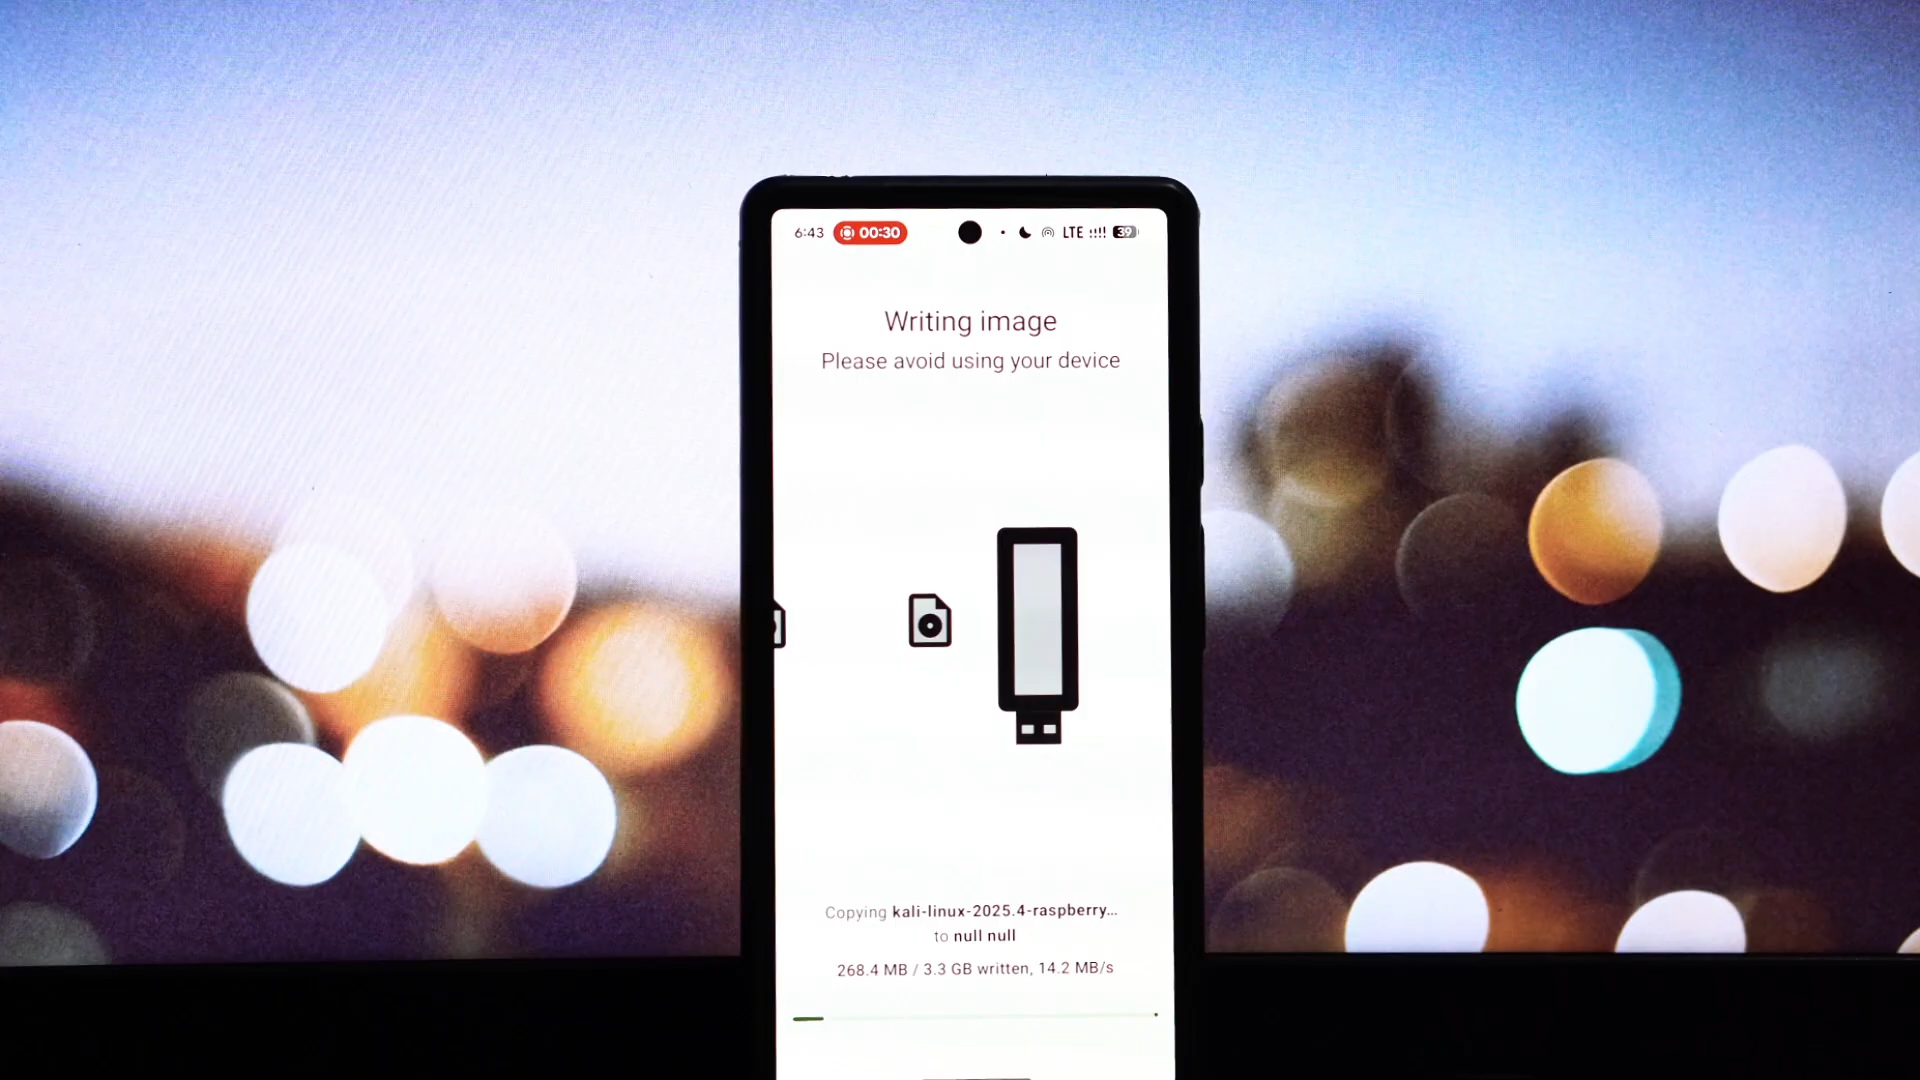 6:43 00:30 LTE 39
Writing image
Please avoid using your device
Copying kali-linux-2025.4-raspberry...
to null null
268.4 MB / 3.3 GB written, 14.2 MB/s